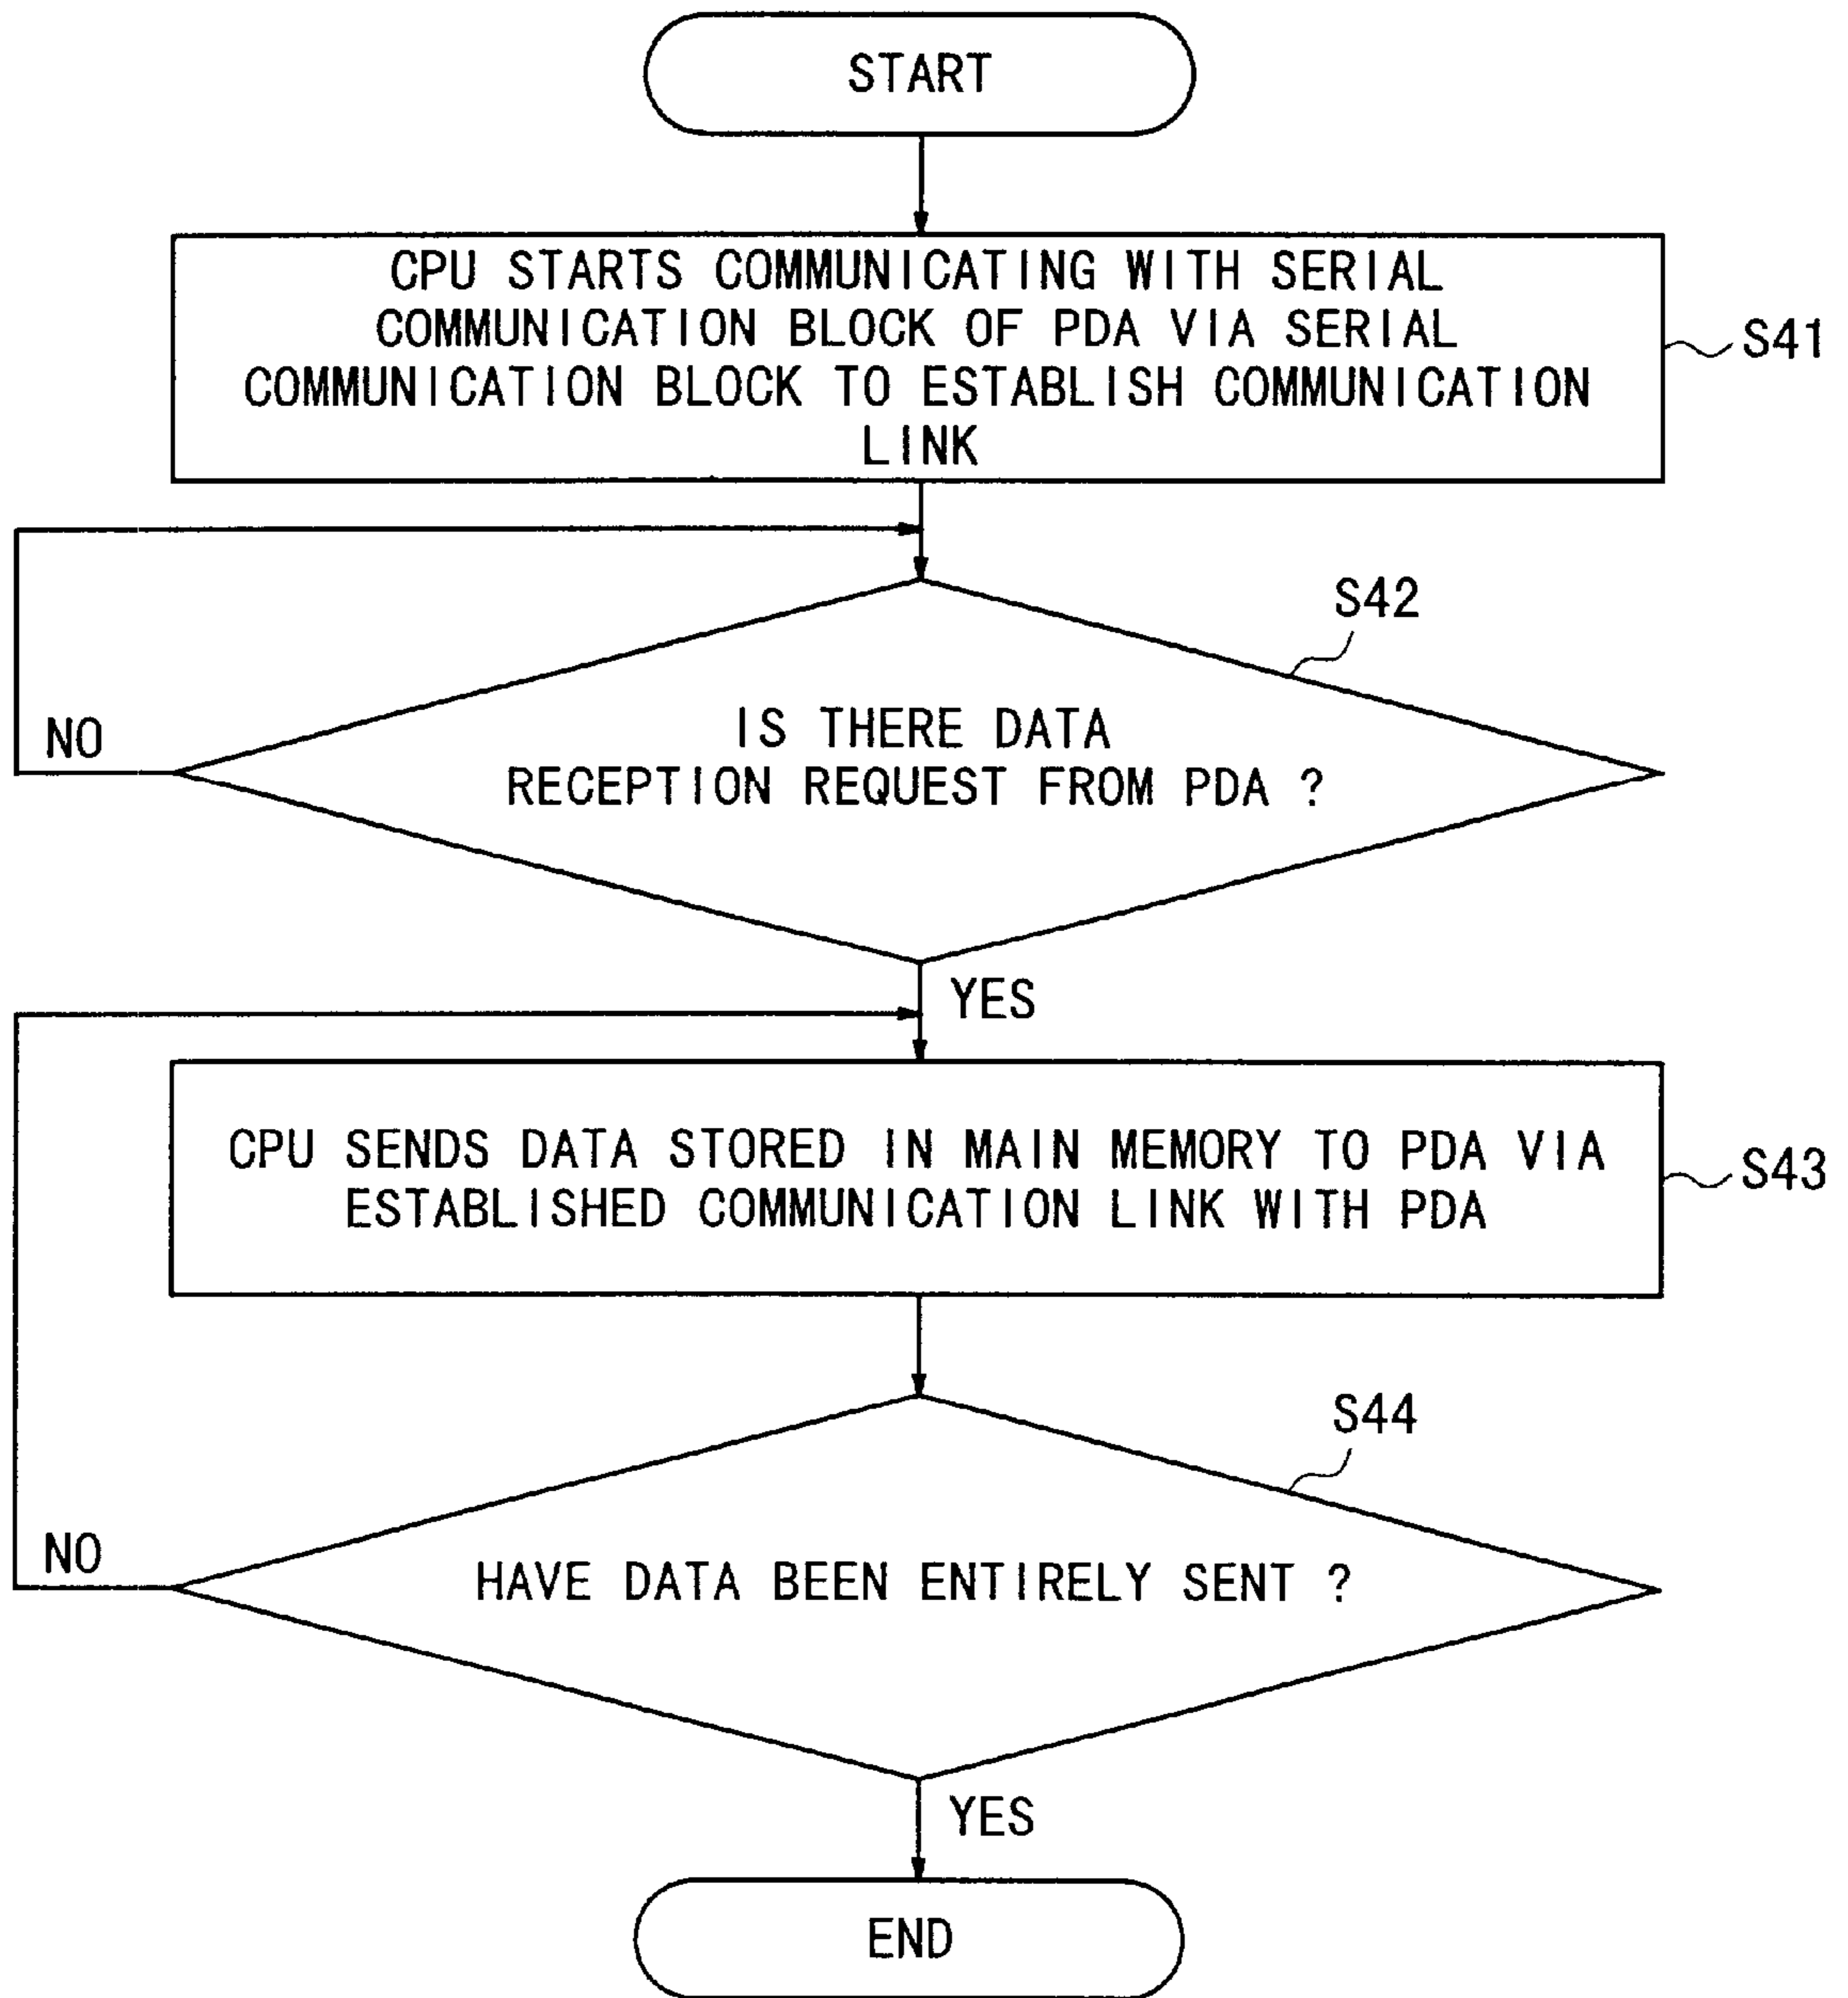 START
CPU STARTS COMMUNICATING WITH SERIAL
COMMUNICATION BLOCK OF PDA VIA SERIAL
COMMUNICATION BLOCK TO ESTABLISH COMMUNICATION
LINK
S41
S42
IS THERE DATA
RECEPTION REQUEST FROM PDA ?
NO
YES
CPU SENDS DATA STORED IN MAIN MEMORY TO PDA VIA
ESTABLISHED COMMUNICATION LINK WITH PDA
S43
S44
HAVE DATA BEEN ENTIRELY SENT ?
NO
YES
END